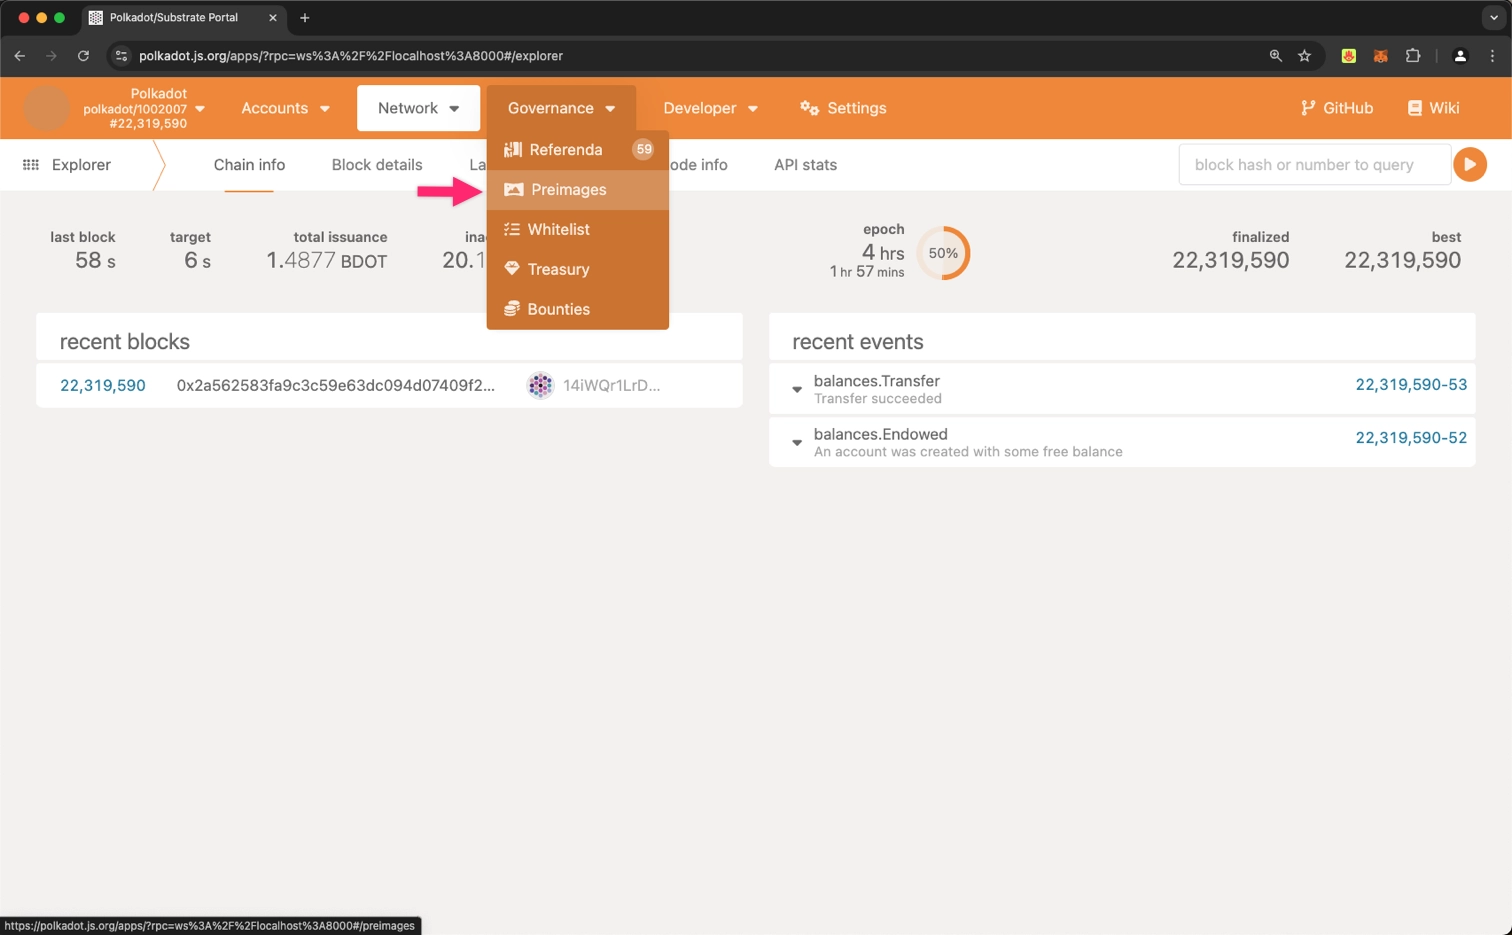 Polkadot/Substrate Portal
polkadot.js.org/apps/?rpc=ws%3A%2F%2Flocalhost%3A8000#/explorer
Polkadot
polkadot/1002007
#22,319,590
Accounts
Network
Governance
Developer
Settings
GitHub
Wiki
Referenda 59
Preimages
Whitelist
Treasury
Bounties
Explorer
Chain info
Block details
API stats
block hash or number to query
last block
58 s
target
6 s
total issuance
1.4877 BDOT
epoch
4 hrs
1 hr 57 mins
50%
finalized
22,319,590
best
22,319,590
recent blocks
22,319,590 0x2a562583fa9c3c59e63dc094d07409f2... 14iWQr1LrD...
recent events
balances.Transfer
Transfer succeeded
22,319,590-53
balances.Endowed
An account was created with some free balance
22,319,590-52
https://polkadot.js.org/apps/?rpc=ws%3A%2F%2Flocalhost%3A8000#/preimages